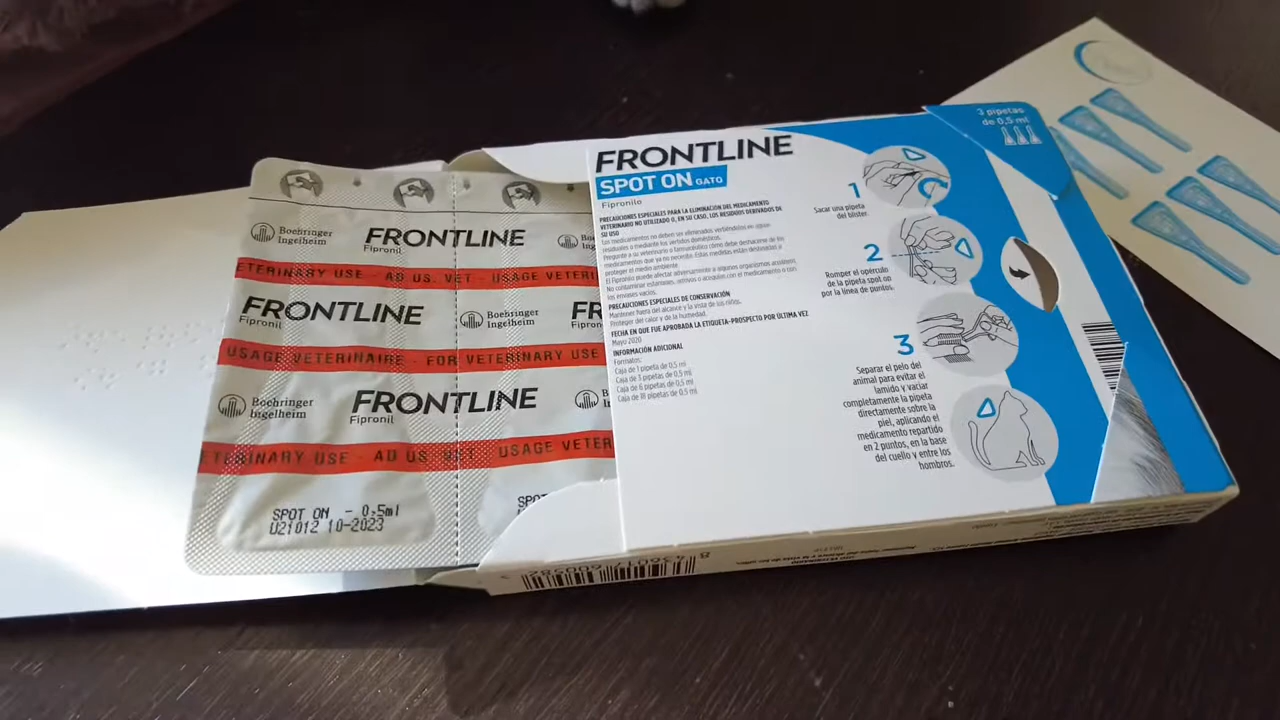 Boehringer
Ingelheim
FRONTLINE
Fipronil
ETERINARY USE - AD US. VET - USAGE VETERI
FRONTLINE
Fipronil
Boehringer
Ingelheim
FR
Fipronil
USAGE VETERINAIRE - FOR VETERINARY USE
Boehringer
Ingelheim
FRONTLINE
Fipronil
TERINARY USE - AD US. VET - USAGE VETER
SPOT ON - 0,5ml
U21012 10-2023
SPOT
FRONTLINE
SPOT ON GATO
Fipronilo
PRECAUCIONES ESPECIALES PARA LA ELIMINACIÓN DEL MEDICAMENTO
VETERINARIO NO UTILIZADO O, EN SU CASO, LOS RESIDUOS DERIVADOS DE
SU USO
Los medicamentos no deben ser eliminados vertiéndolos en aguas
residuales o mediante los vertidos domésticos.
Pregunte a su veterinario o farmacéutico cómo debe deshacerse de los
medicamentos que ya no necesita. Estas medidas están destinadas a
proteger el medio ambiente.
El Fipronilo puede afectar adversamente a algunos organismos acuáticos.
No contaminar estanques, ríos o acequias con el medicamento o con
los envases vacíos.
PRECAUCIONES ESPECIALES DE CONSERVACIÓN
Mantener fuera del alcance y la vista de los niños.
Proteger del calor y de la humedad.
FECHA EN QUE FUE APROBADA LA ETIQUETA-PROSPECTO POR ÚLTIMA VEZ
Mayo 2020
INFORMACIÓN ADICIONAL
Formatos:
Caja de 1 pipeta de 0,5 ml
Caja de 3 pipetas de 0,5 ml
Caja de 6 pipetas de 0,5 ml
Caja de 18 pipetas de 0,5 ml
1
Sacar una pipeta
del blister.
2
Romper el opérculo
de la pipeta spot on
por la línea de puntos.
3
Separar el pelo del
animal para evitar el
lamido y vaciar
completamente la pipeta
directamente sobre la
piel, aplicando el
medicamento repartido
en 2 puntos, en la base
del cuello y entre los
hombros.
3 pipetas
de 0,5 ml